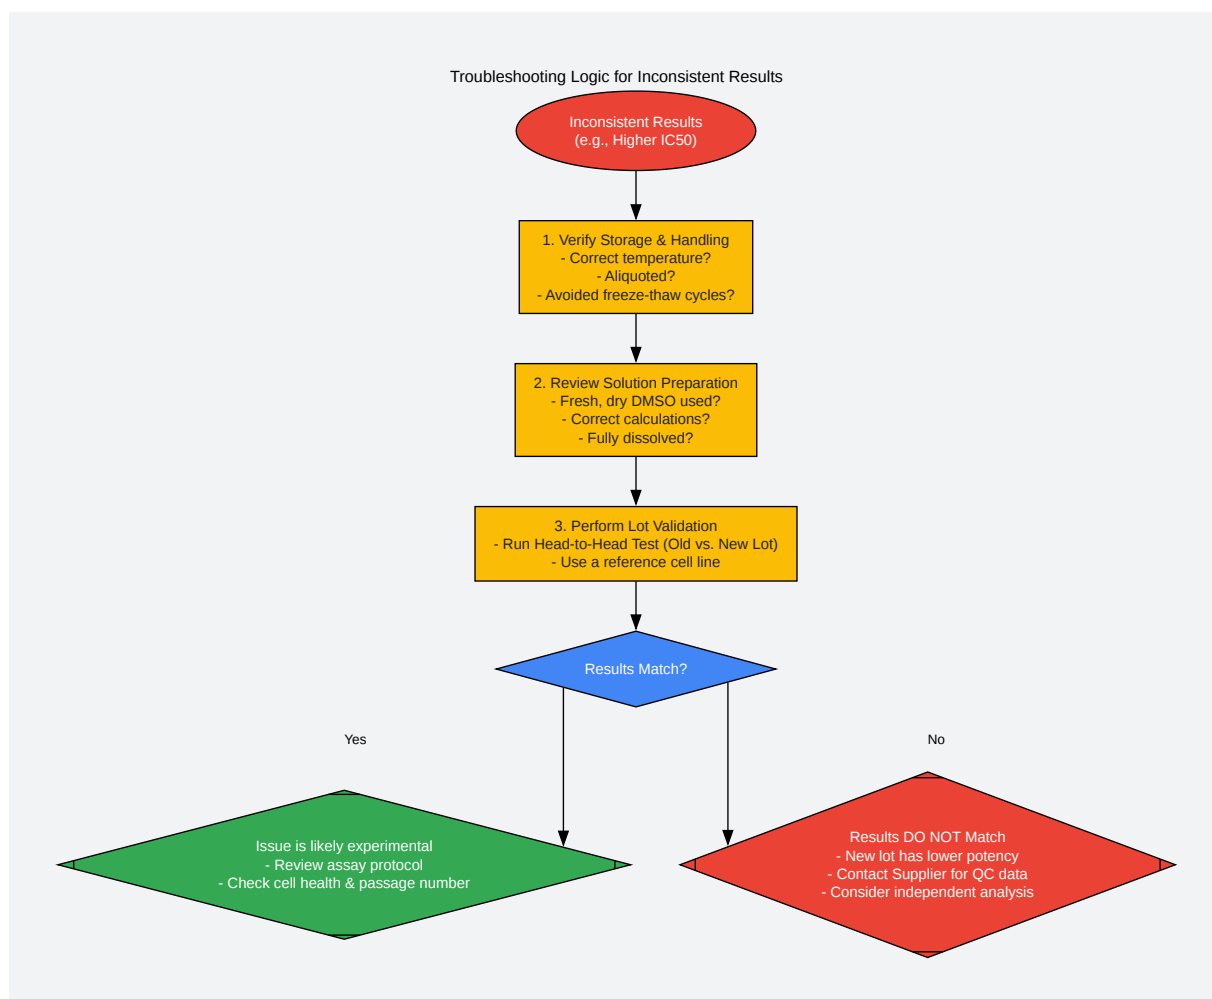 Troubleshooting Logic for Inconsistent Results
Inconsistent Results
(e.g., Higher IC50)
1. Verify Storage & Handling
- Correct temperature?
- Aliquoted?
- Avoided freeze-thaw cycles?
2. Review Solution Preparation
- Fresh, dry DMSO used?
- Correct calculations?
- Fully dissolved?
3. Perform Lot Validation
- Run Head-to-Head Test (Old vs. New Lot)
- Use a reference cell line
Results Match?
Yes
No
Issue is likely experimental
- Review assay protocol
- Check cell health & passage number
Results DO NOT Match
- New lot has lower potency
- Contact Supplier for QC data
- Consider independent analysis